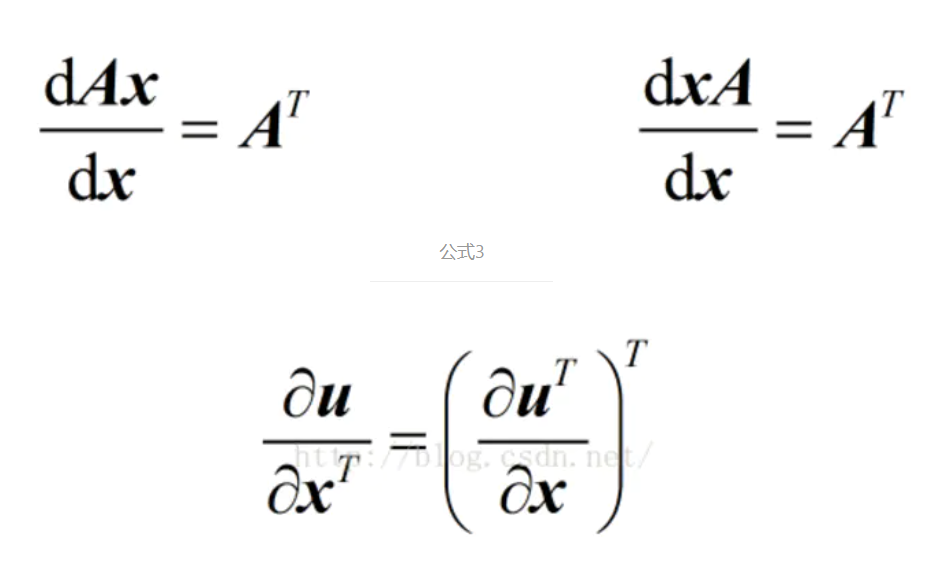 dAx/dx = A^T    dxA/dx = A^T
公式3
∂u/∂x^T = (∂u^T/∂x)^T
http://blog.csdn.net/